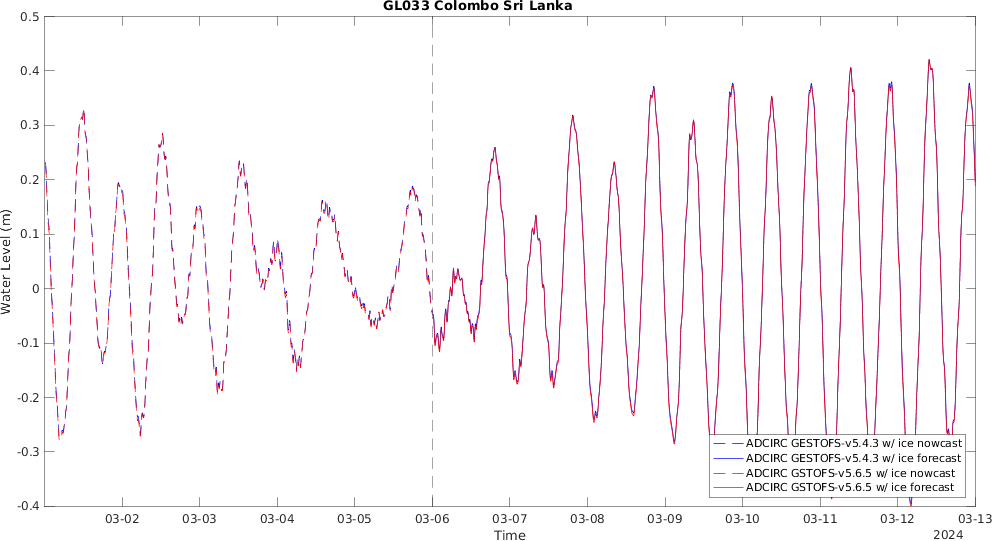 GL033 Colombo Sri Lanka
0.5
0.4
0.3
0.2
0.1
0
-0.1
-0.2
-0.3
-0.4
Water Level (m)
ADCIRC GESTOFS-v5.4.3 w/ ice nowcast
ADCIRC GESTOFS-v5.4.3 w/ ice forecast
ADCIRC GSTOFS-v5.6.5 w/ ice nowcast
ADCIRC GSTOFS-v5.6.5 w/ ice forecast
03-02 03-03 03-04 03-05 03-06 03-07 03-08 03-09 03-10 03-11 03-12 03-13
Time
2024